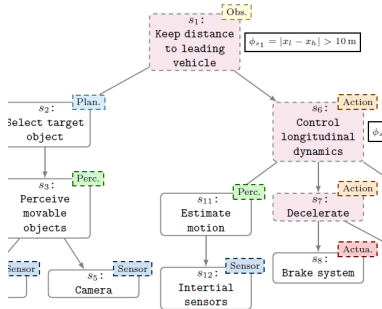 Obs.
s₁:
Keep distance
to leading
vehicle
ϕₛ₁ = |xₗ − xₕ| > 10 m
Plan.
s₂:
Select target
object
Action
s₆:
Control
longitudinal
dynamics
Perc.
s₃:
Perceive
movable
objects
Perc.
s₁₁:
Estimate
motion
Action
s₇:
Decelerate
Sensor
Sensor
s₅:
Camera
Sensor
s₁₂:
Intertial
sensors
Actua.
s₈:
Brake system